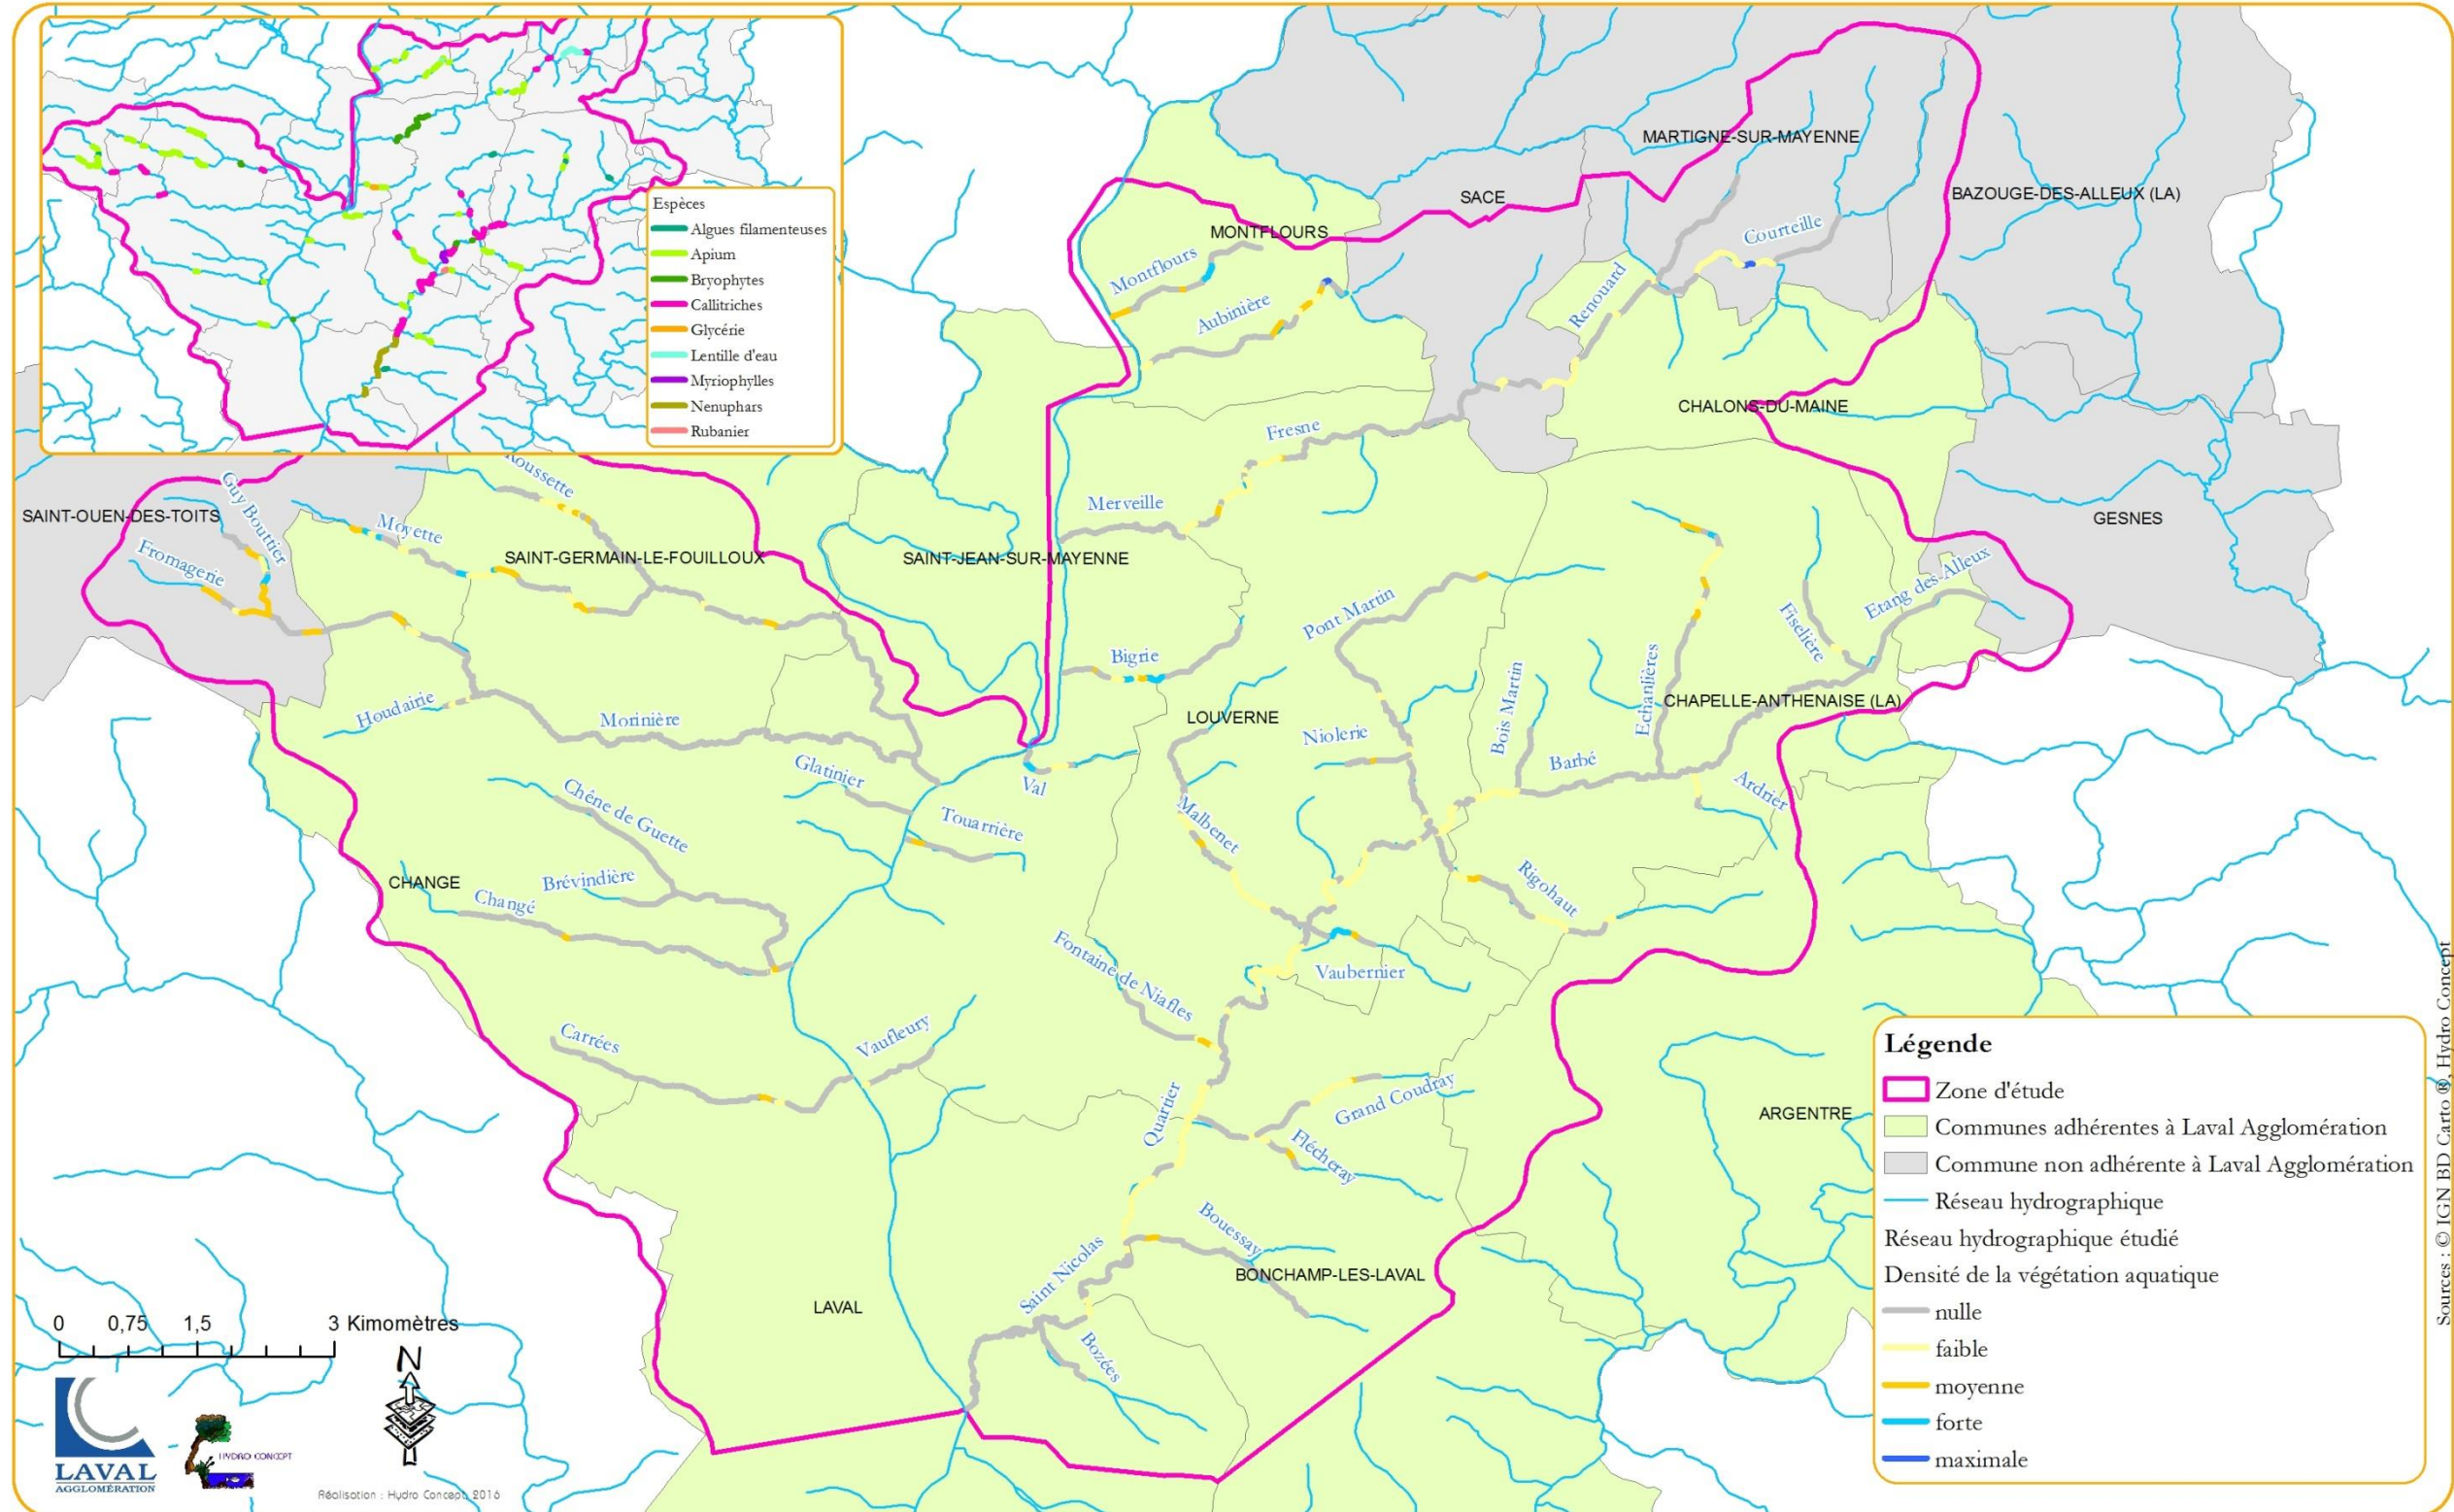 Espèces
Algues filamenteuses
Apium
Bryophytes
Callitriches
Glycérie
Lentille d'eau
Myriophylles
Nenuphars
Rubanier
MARTIGNE-SUR-MAYENNE
SACE
BAZOUGE-DES-ALLEUX (LA)
MONTFLOURS
Courteille
Montflours
Aubinière
Renouard
CHALONS-DU-MAINE
Fresne
Roussette
Guy Bouttier
SAINT-OUEN-DES-TOITS
Moyette
Merveille
GESNES
Fromagerie
SAINT-GERMAIN-LE-FOUILLOUX
SAINT-JEAN-SUR-MAYENNE
Etang des Alleux
Pont Martin
Fiselière
Bigrie
Echanlières
Bois Martin
CHAPELLE-ANTHENAISE (LA)
Houdairie
Morinière
LOUVERNE
Niolerie
Barbé
Glatinier
Val
Ardrier
Chêne de Guette
Touarrière
Malbenet
CHANGE
Brévindière
Changé
Rigohaut
Fontaine de Niafles
Vaubernier
Carrées
Vaufleury
Quartier
Grand Coudray
Flécheray
ARGENTRE
Bouessay
Saint Nicolas
BONCHAMP-LES-LAVAL
LAVAL
Bozées
0 0,75 1,5 3 Kimomètres
N
LAVAL
AGGLOMÉRATION
HYDRO CONCEPT
Réalisation : Hydro Concept 2016
Légende
Zone d'étude
Communes adhérentes à Laval Agglomération
Commune non adhérente à Laval Agglomération
Réseau hydrographique
Réseau hydrographique étudié
Densité de la végétation aquatique
nulle
faible
moyenne
forte
maximale
Sources : © IGN BD Carto ®, Hydro Concept